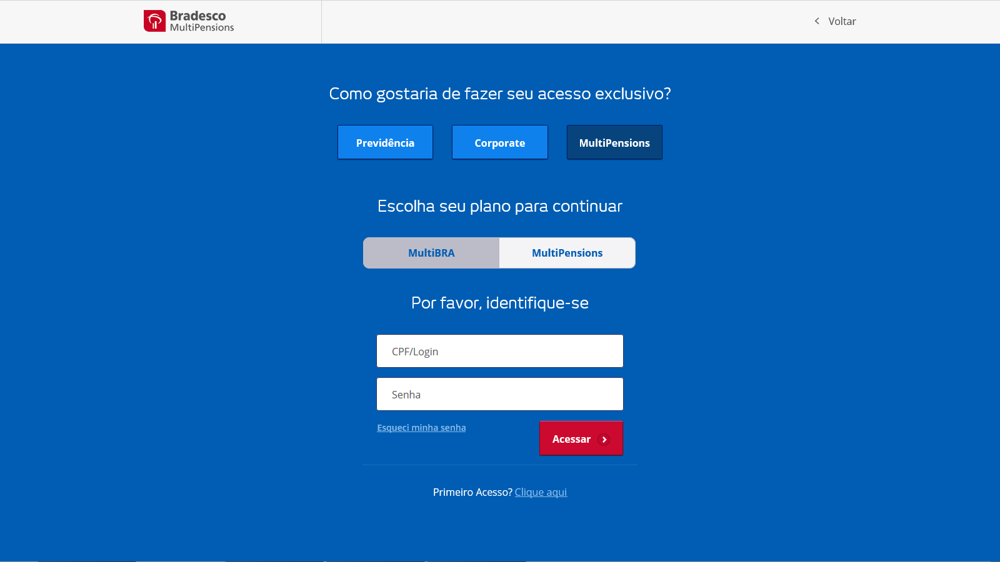 Bradesco
MultiPensions
Voltar
Como gostaria de fazer seu acesso exclusivo?
Previdência
Corporate
MultiPensions
Escolha seu plano para continuar
MultiBRA
MultiPensions
Por favor, identifique-se
CPF/Login
Senha
Esqueci minha senha
Acessar
Primeiro Acesso? Clique aqui